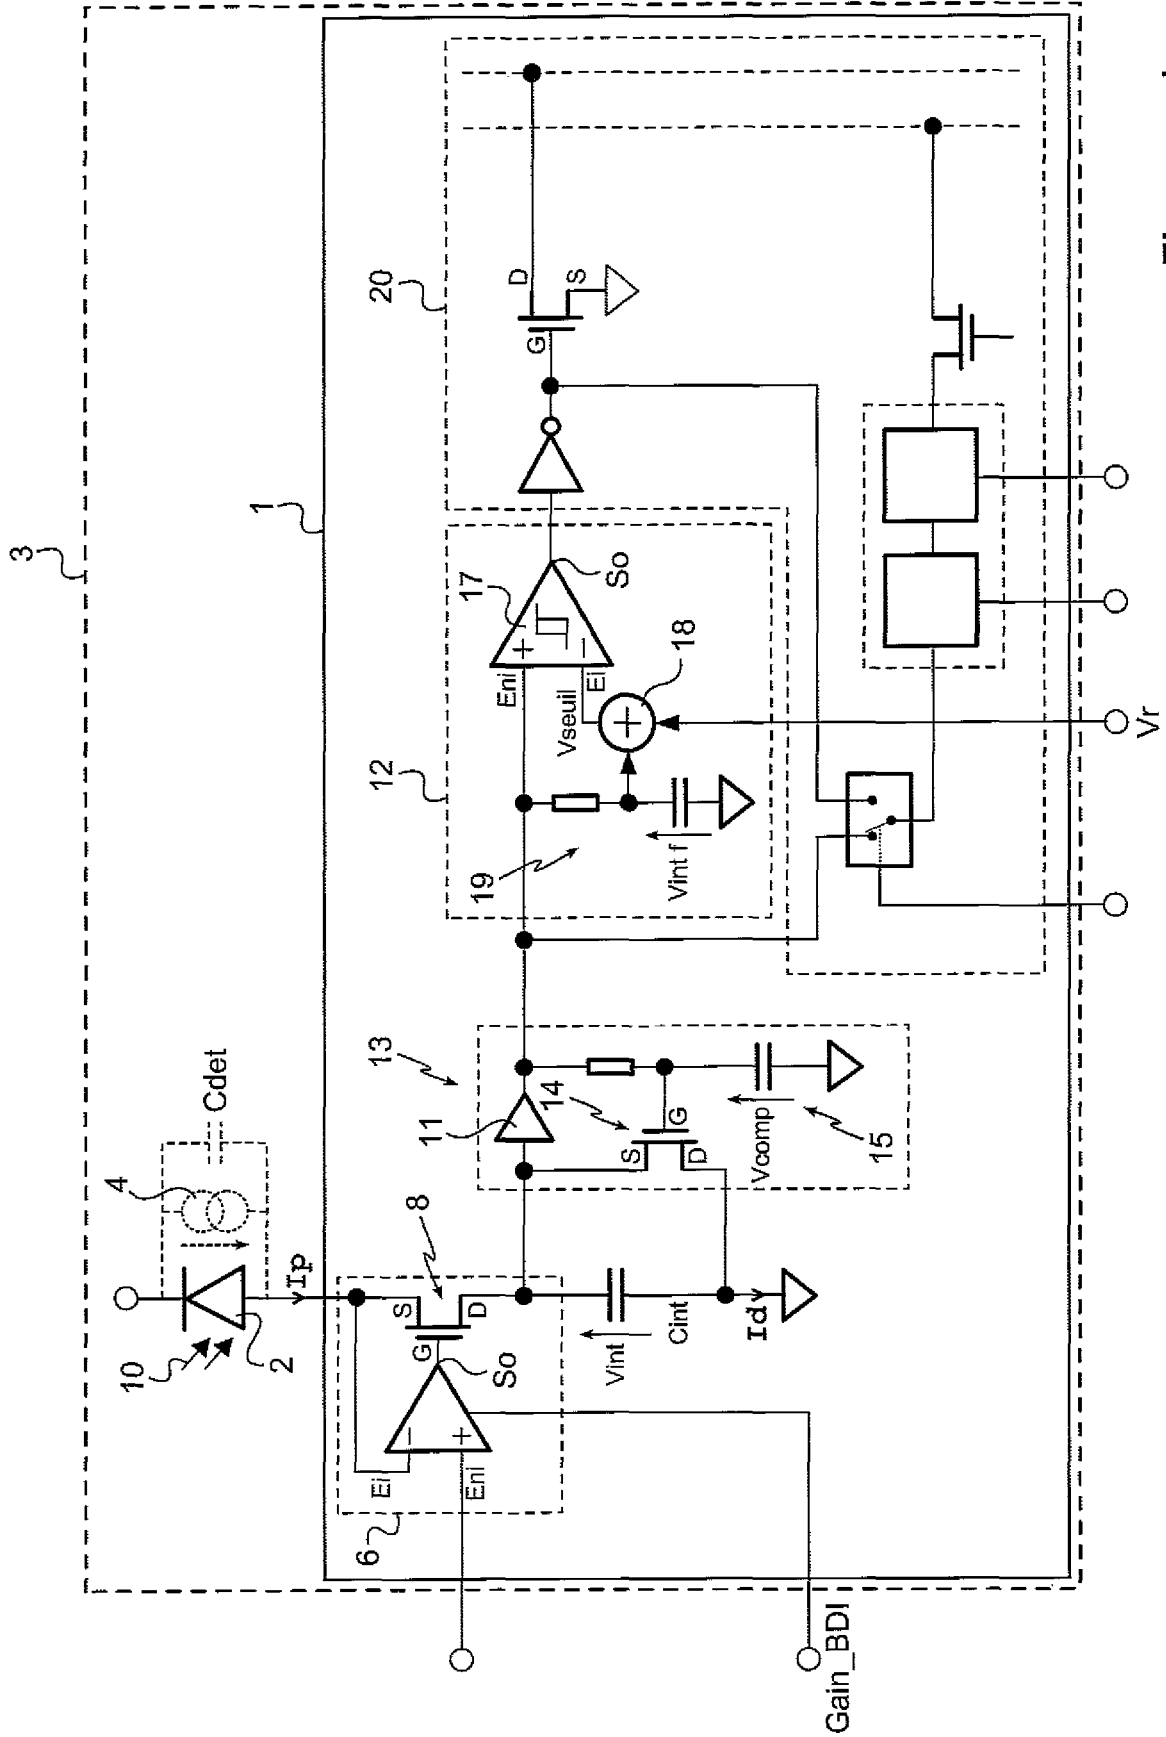 3
1
10
2
4
Cdet
Ip
6
Ei
Eni
−
+
So
G
S
D
8
Vint
Cint
Id
Gain_BDI
11
13
14
S
D
G
Vcomp
15
12
19
Vint f
Eni
Ei
Vseuil
+
−
17
So
+
18
Vr
20
G
D
S